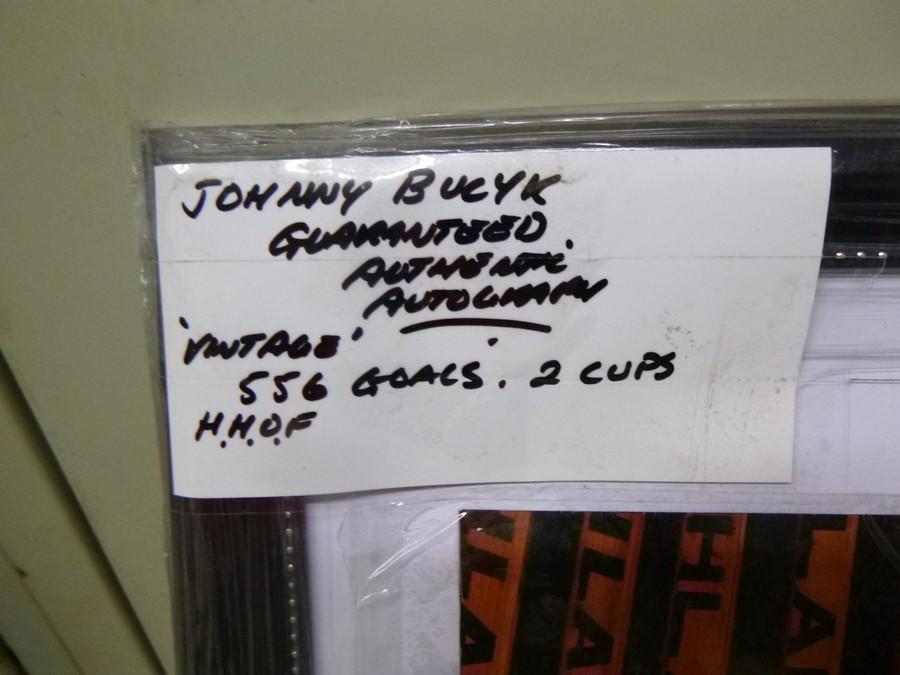 JOHNNY BUCYK
GUARANTEED
AUTHENTIC
AUTOGRAPH
'VINTAGE'
556 GOALS. 2 CUPS
H.H.O.F